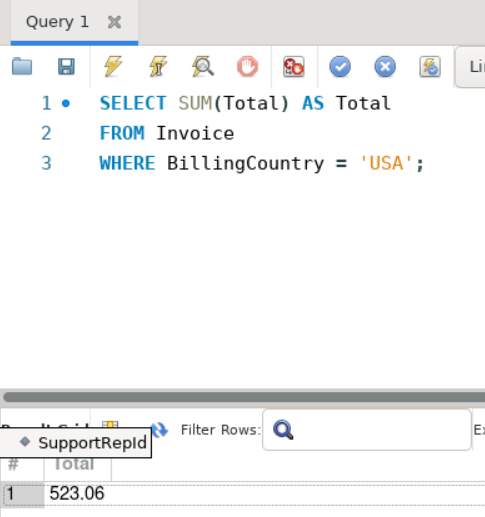 Query 1
Li
1 SELECT SUM(Total) AS Total
2 FROM Invoice
3 WHERE BillingCountry = 'USA';
Filter Rows:
SupportRepId
# Total
1 523.06